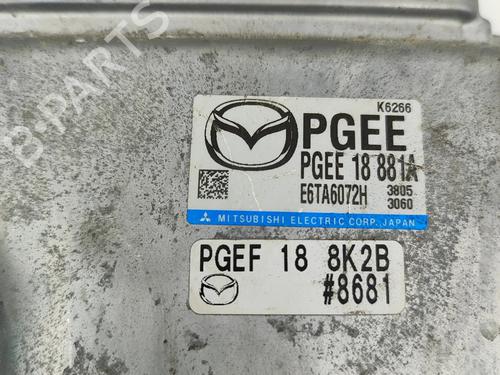 K6266
PGEE
PGEE 18 881A
E6TA6072H 3805
3060
MITSUBISHI ELECTRIC CORP. JAPAN
PGEF 18 8K2B
#8681
B-PARTS